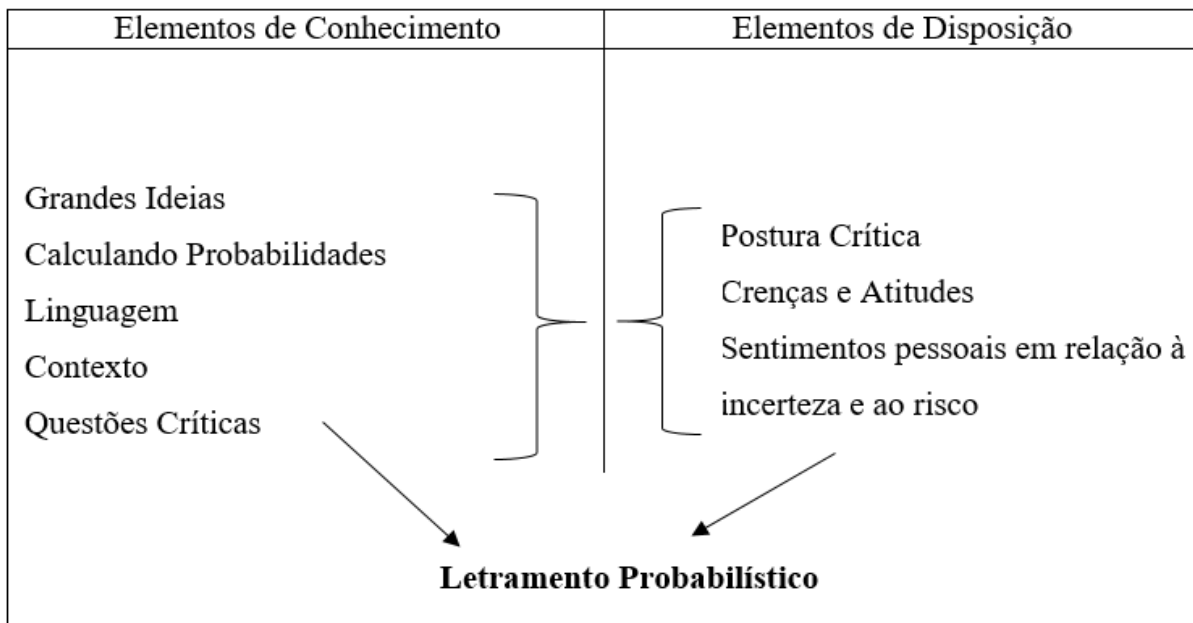 Elementos de Conhecimento
Elementos de Disposição
Grandes Ideias
Calculando Probabilidades
Linguagem
Contexto
Questões Críticas
Postura Crítica
Crenças e Atitudes
Sentimentos pessoais em relação à
incerteza e ao risco
Letramento Probabilístico